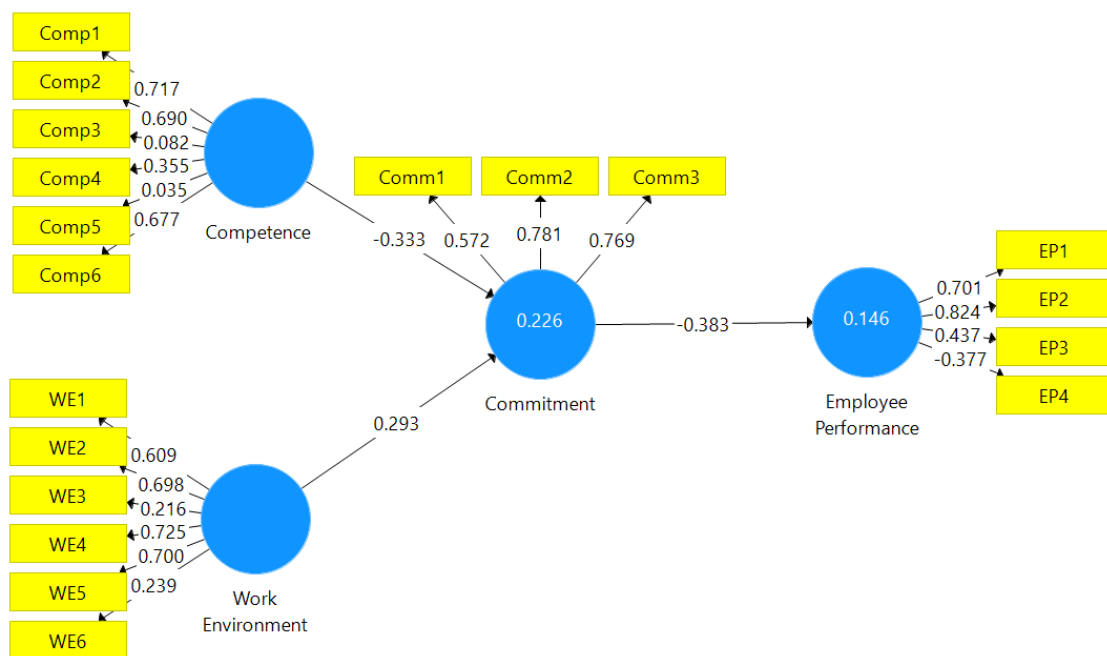 Comp1
Comp2
Comp3
Comp4
Comp5
Comp6
0.717
0.690
0.082
0.355
0.035
0.677
Competence
-0.333
Comm1
Comm2
Comm3
0.572
0.781
0.769
0.226
Commitment
-0.383
0.146
Employee
Performance
EP1
EP2
EP3
EP4
0.701
0.824
0.437
-0.377
WE1
WE2
WE3
WE4
WE5
WE6
0.609
0.698
0.216
0.725
0.700
0.239
Work
Environment
0.293